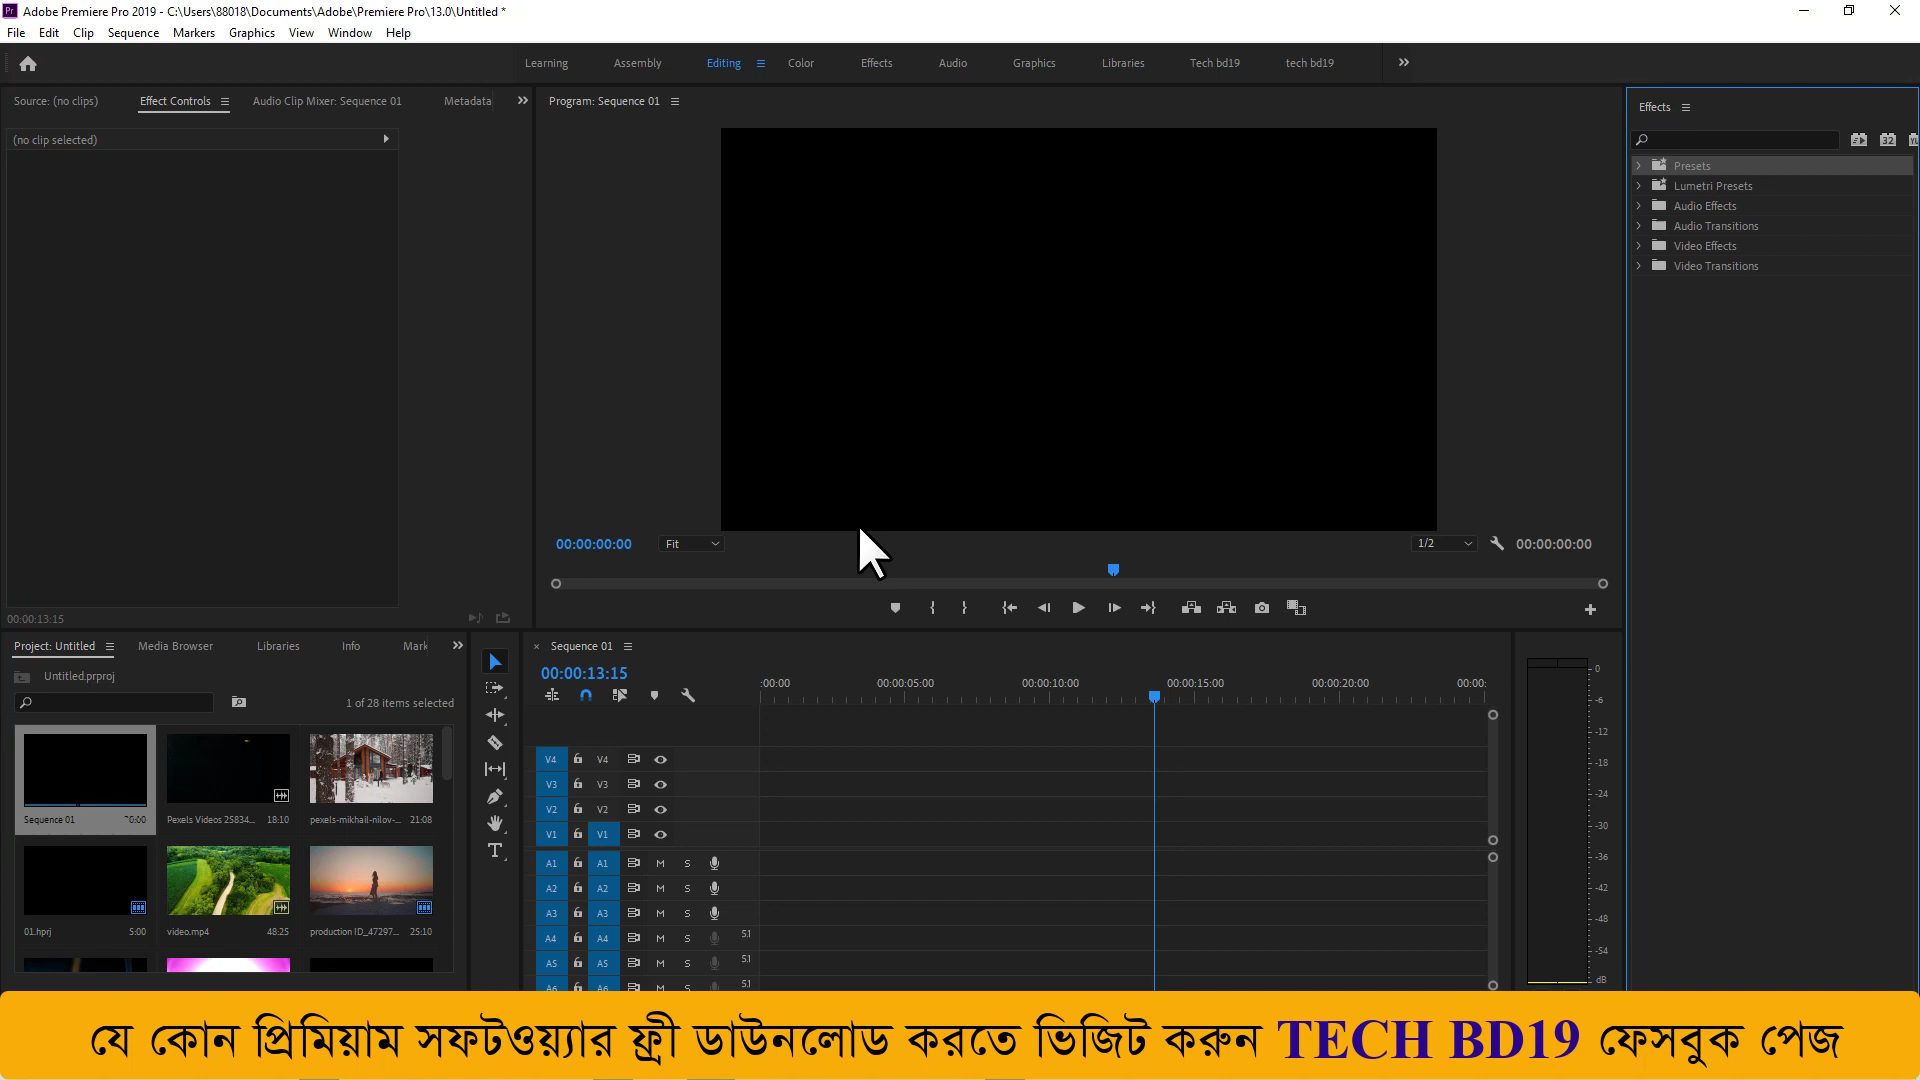 Adobe Premiere Pro 2019 - C:\Users\88018\Documents\Adobe\Premiere Pro\13.0\Untitled *
File Edit Clip Sequence Markers Graphics View Window Help
Learning Assembly Editing Color Effects Audio Graphics Libraries Tech bd19 tech bd19
Source: (no clips) Effect Controls Audio Clip Mixer: Sequence 01 Metadata
(no clip selected)
00:00:13:15
Program: Sequence 01
00:00:00:00 Fit 1/2 00:00:00:00
Effects
Presets
Lumetri Presets
Audio Effects
Audio Transitions
Video Effects
Video Transitions
Project: Untitled Media Browser Libraries Info Mark
Untitled.prproj
1 of 28 items selected
Sequence 01 Pexels Videos 25834... 18:10 pexels-mikhail-nilov-... 21:08
01.hprj 5:00 video.mp4 48:25 production ID_47297... 25:10
Sequence 01
00:00:13:15
:00:00 00:00:05:00 00:00:10:00 00:00:15:00 00:00:20:00 00:00:
V4 V4
V3 V3
V2 V2
V1 V1
A1 A1 M S
A2 A2 M S
A3 A3 M S
A4 A4 M S 5.1
A5 A5 M S 5.1
A6 A6 M S 5.1
0
-6
-12
-18
-24
-30
-36
-42
-48
-54
dB
যে কোন প্রিমিয়াম সফটওয়্যার ফ্রী ডাউনলোড করতে ভিজিট করুন TECH BD19 ফেসবুক পেজ